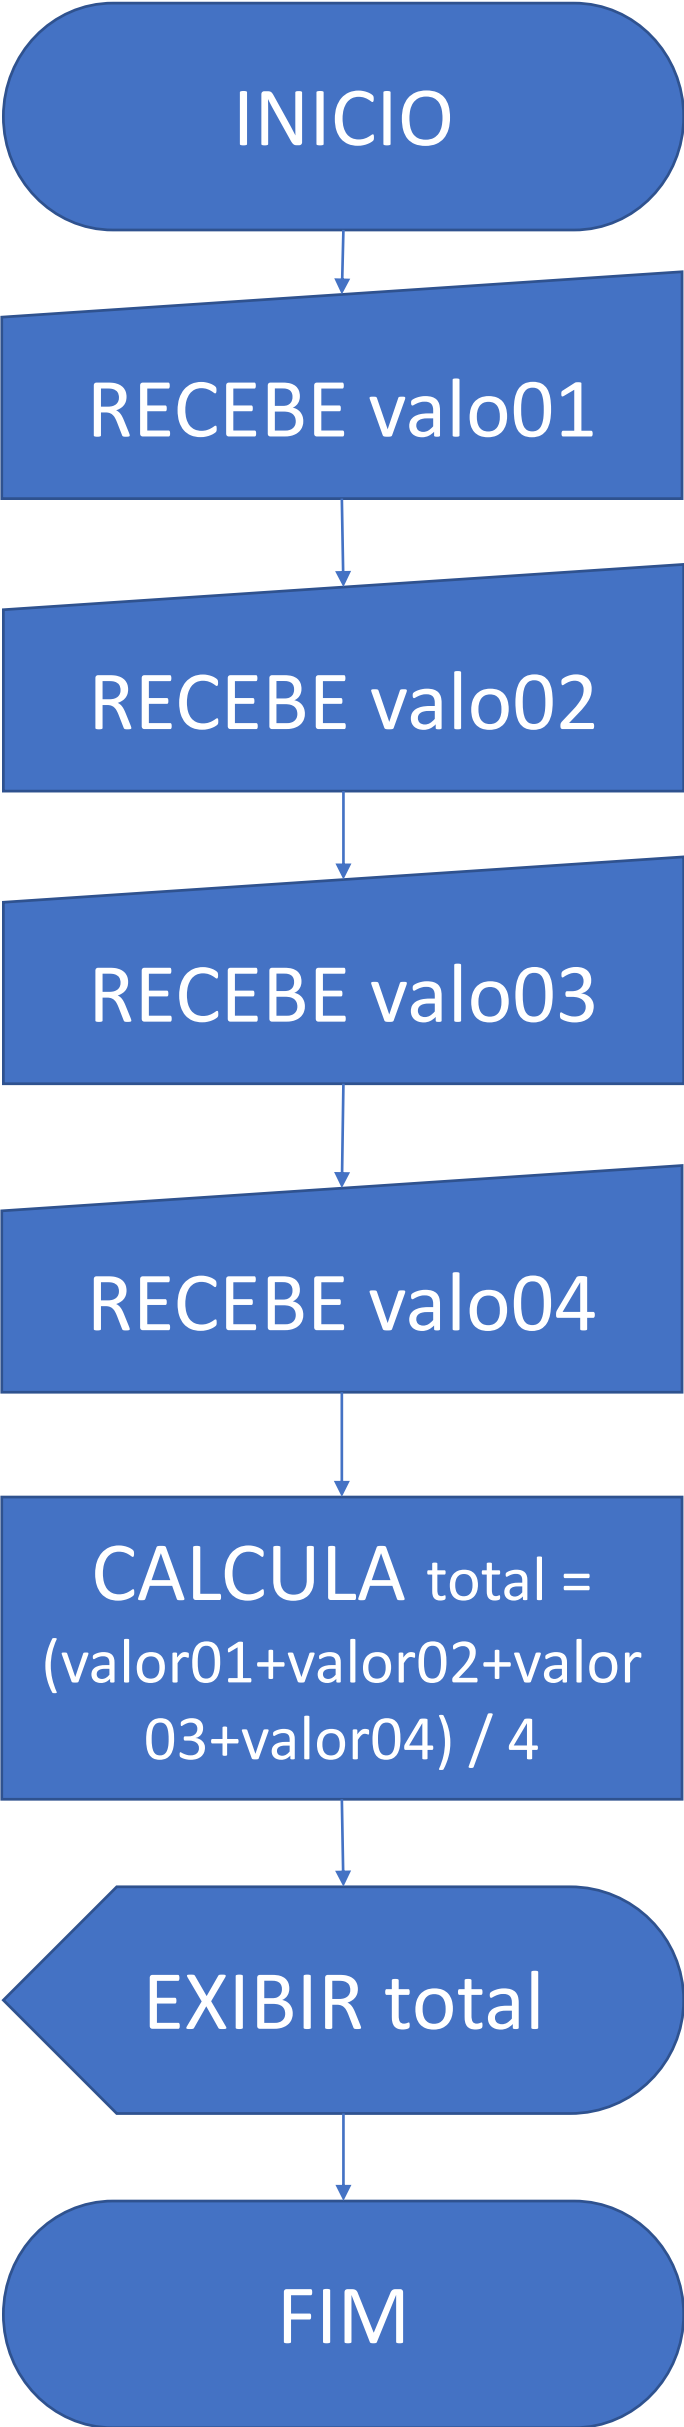 INICIO
RECEBE valo01
RECEBE valo02
RECEBE valo03
RECEBE valo04
CALCULA total =
(valor01+valor02+valor
03+valor04) / 4
EXIBIR total
FIM